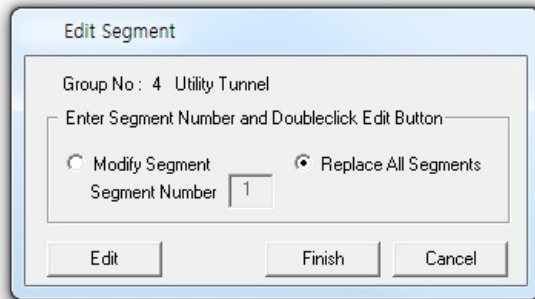 Edit Segment
Group No : 4 Utility Tunnel
Enter Segment Number and Doubleclick Edit Button
Modify Segment Replace All Segments
Segment Number 1
Edit Finish Cancel